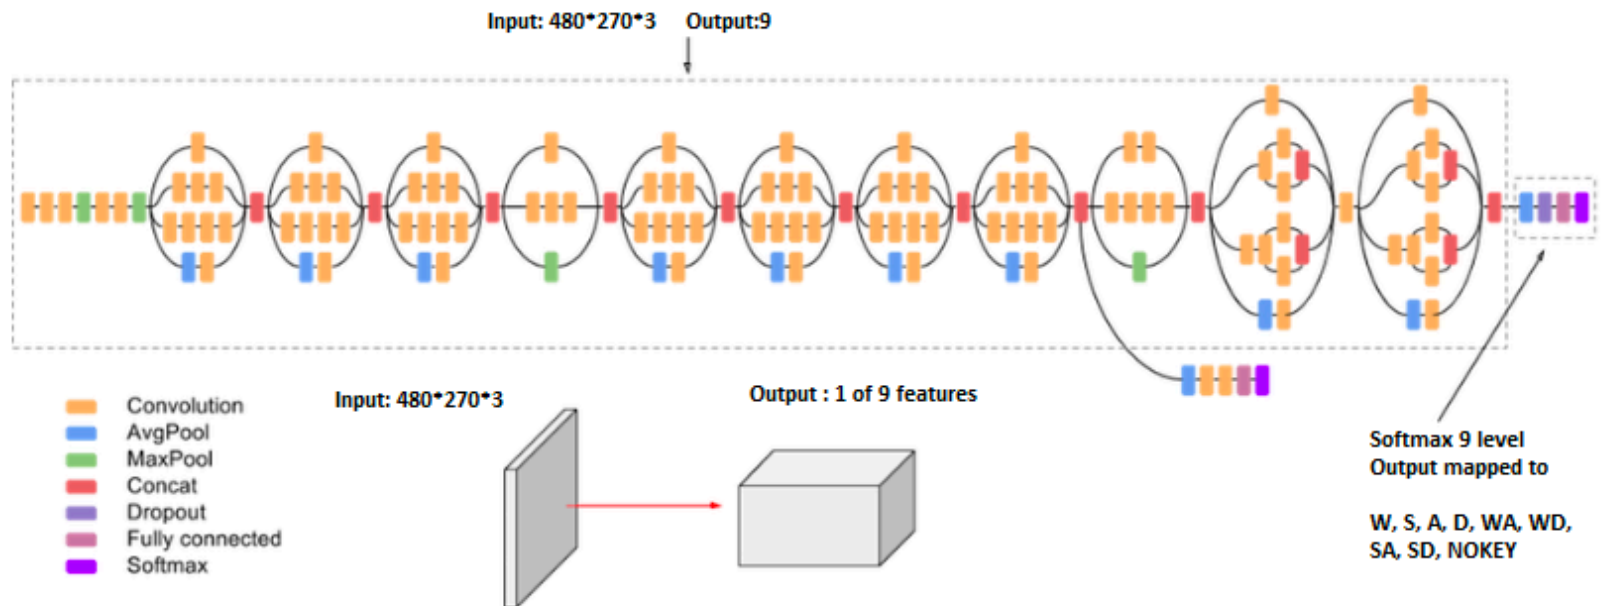 Input: 480*270*3 Output:9
Convolution
AvgPool
MaxPool
Concat
Dropout
Fully connected
Softmax
Input: 480*270*3
Output : 1 of 9 features
Softmax 9 level
Output mapped to
W, S, A, D, WA, WD,
SA, SD, NOKEY